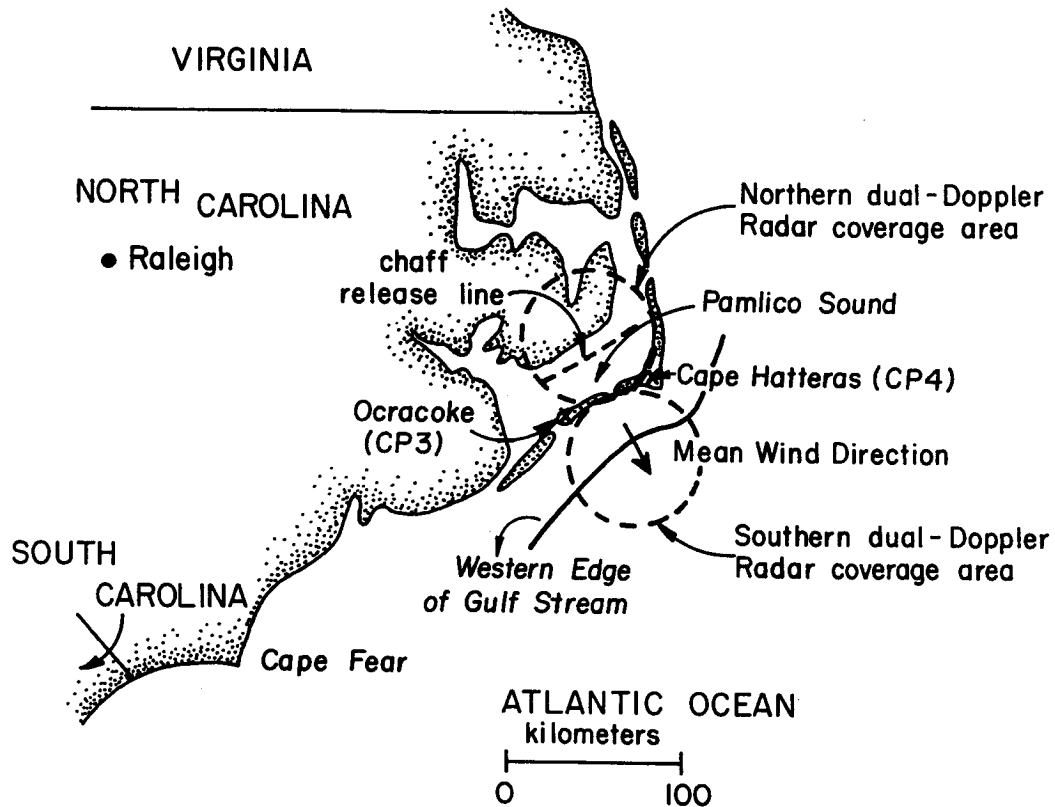 VIRGINIA
NORTH CAROLINA
Raleigh
chaff
release line
Northern dual-Doppler
Radar coverage area
Pamlico Sound
Cape Hatteras (CP4)
Ocracoke
(CP3)
Mean Wind Direction
SOUTH
CAROLINA
Western Edge
of Gulf Stream
Southern dual-Doppler
Radar coverage area
Cape Fear
ATLANTIC OCEAN
kilometers
0 100